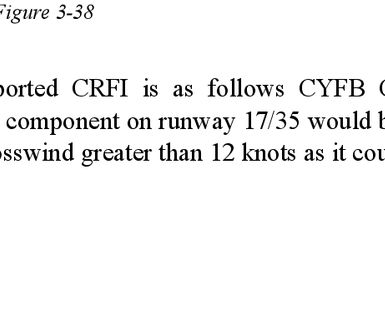 Figure 3-38
ported CRFI is as follows CYFB
component on runway 17/35 would
osswind greater than 12 knots as it